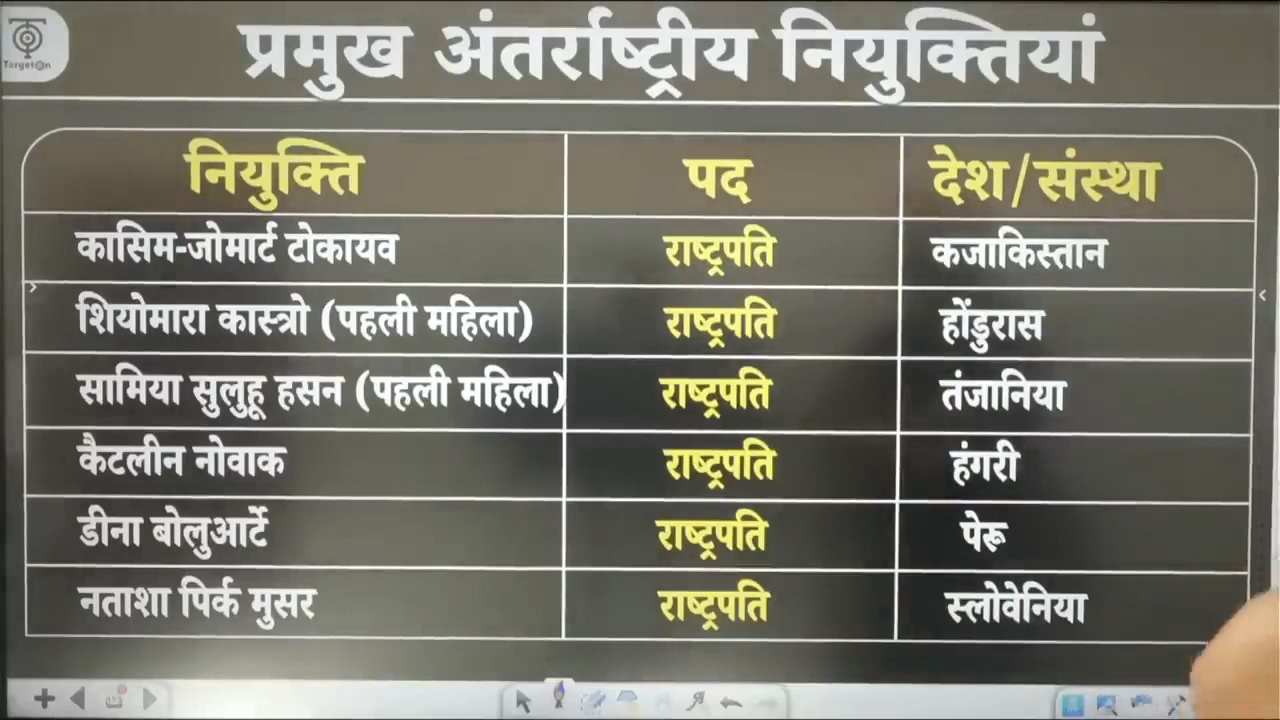 TargetOn
प्रमुख अंतर्राष्ट्रीय नियुक्तियां
नियुक्ति पद देश/संस्था
कासिम-जोमार्ट टोकायव राष्ट्रपति कजाकिस्तान
शियोमारा कास्त्रो (पहली महिला) राष्ट्रपति होंडुरास
सामिया सुलुहू हसन (पहली महिला) राष्ट्रपति तंजानिया
कैटलीन नोवाक राष्ट्रपति हंगरी
डीना बोलुआर्टे राष्ट्रपति पेरू
नताशा पिर्क मुसर राष्ट्रपति स्लोवेनिया